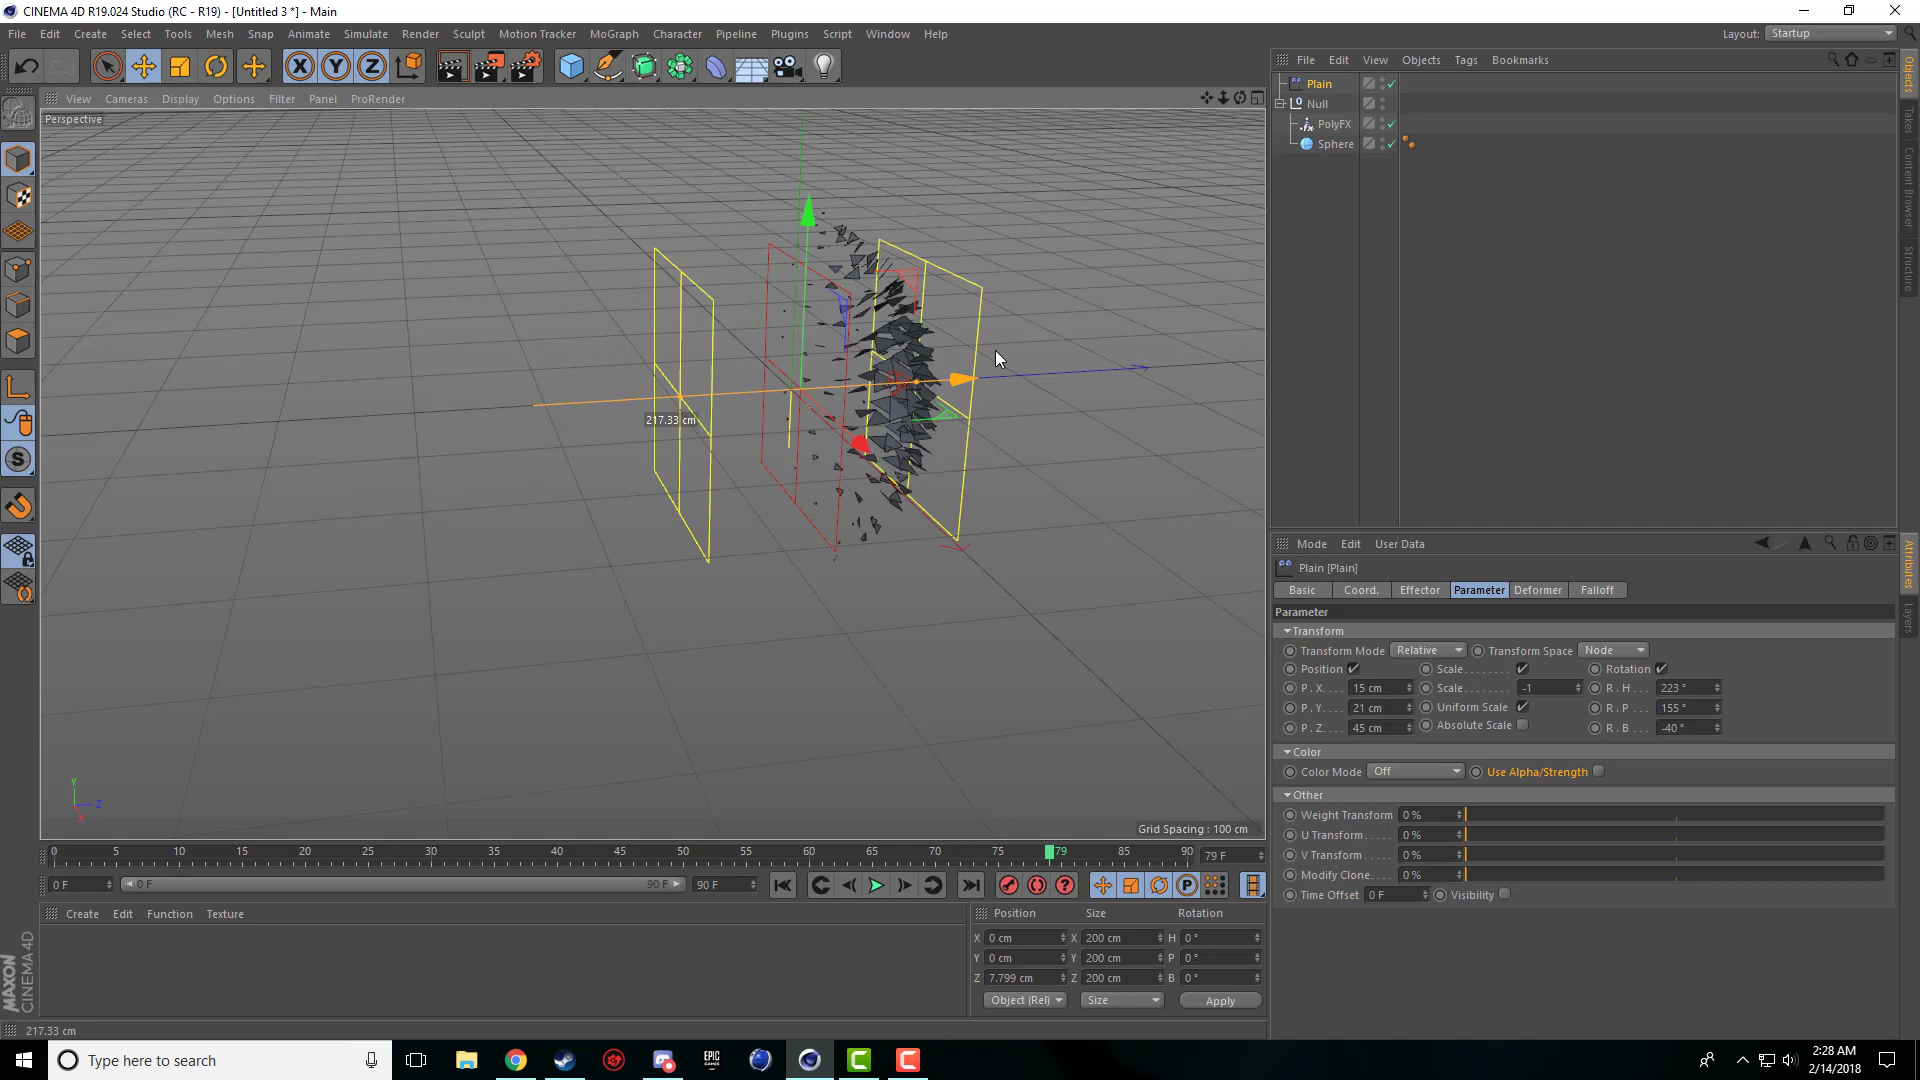 CINEMA 4D R19.024 Studio (RC - R19) - [Untitled 3 *] - Main
File Edit Create Select Tools Mesh Snap Animate Simulate Render Sculpt Motion Tracker MoGraph Character Pipeline Plugins Script Window Help
Layout: Startup
X Y Z
File Edit View Objects Tags Bookmarks
View Cameras Display Options Filter Panel ProRender
Perspective
Plain
Null
PolyFX
Sphere
Objects
Takes
Content Browser
Structure
217.33 cm
Y
Z
X
Grid Spacing : 100 cm
Mode Edit User Data
Plain [Plain]
Basic Coord. Effector Parameter Deformer Falloff
Parameter
Transform
Transform Mode Relative Transform Space Node
Position Scale Rotation
P . X 15 cm Scale -1 R . H 223 °
P . Y 21 cm Uniform Scale R . P 155 °
P . Z 45 cm Absolute Scale R . B -40 °
Color
Color Mode Off Use Alpha/Strength
Other
Weight Transform 0 %
U Transform 0 %
V Transform 0 %
Modify Clone 0 %
Time Offset 0 F Visibility
Attributes
Layers
0 5 10 15 20 25 30 35 40 45 50 55 60 65 70 75 79 85 90 79 F
0 F 0 F 90 F 90 F
Create Edit Function Texture
Position Size Rotation
X 0 cm X 200 cm H 0 °
Y 0 cm Y 200 cm P 0 °
Z 7.799 cm Z 200 cm B 0 °
Object (Rel) Size Apply
MAXON
CINEMA 4D
217.33 cm
Type here to search
EPIC
GAMES
2:28 AM
2/14/2018